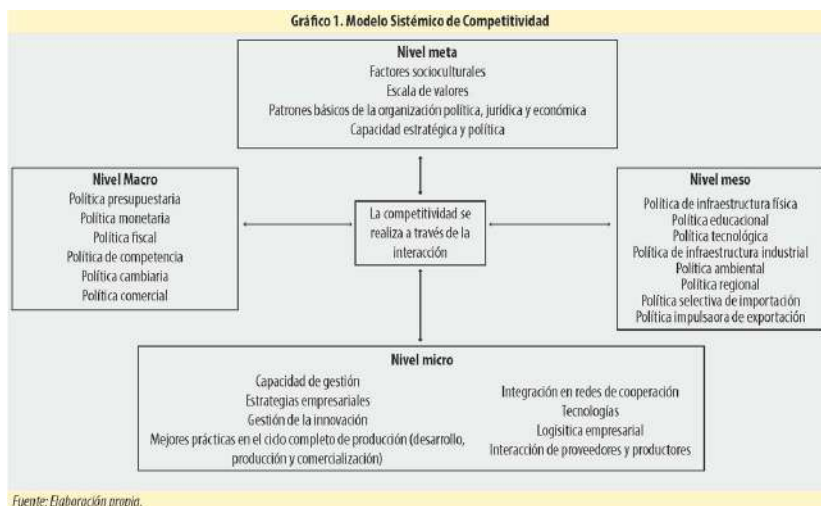 Gráfico 1. Modelo Sistémico de Competitividad
Nivel meta
Factores socioculturales
Escala de valores
Patrones básicos de la organización política, jurídica y económica
Capacidad estratégica y política
Nivel Macro
Política presupuestaria
Política monetaria
Política fiscal
Política de competencia
Política cambiaria
Política comercial
La competitividad se
realiza a través de la
interacción
Nivel meso
Política de infraestructura física
Política educacional
Política tecnológica
Política de infraestructura industrial
Política ambiental
Política regional
Política selectiva de importación
Política impulsaora de exportación
Nivel micro
Capacidad de gestión
Estrategias empresariales
Gestión de la innovación
Mejores prácticas en el ciclo completo de producción (desarrollo,
producción y comercialización)
Integración en redes de cooperación
Tecnologías
Logísitica empresarial
Interacción de proveedores y productores
Fuente: Elaboración propia.